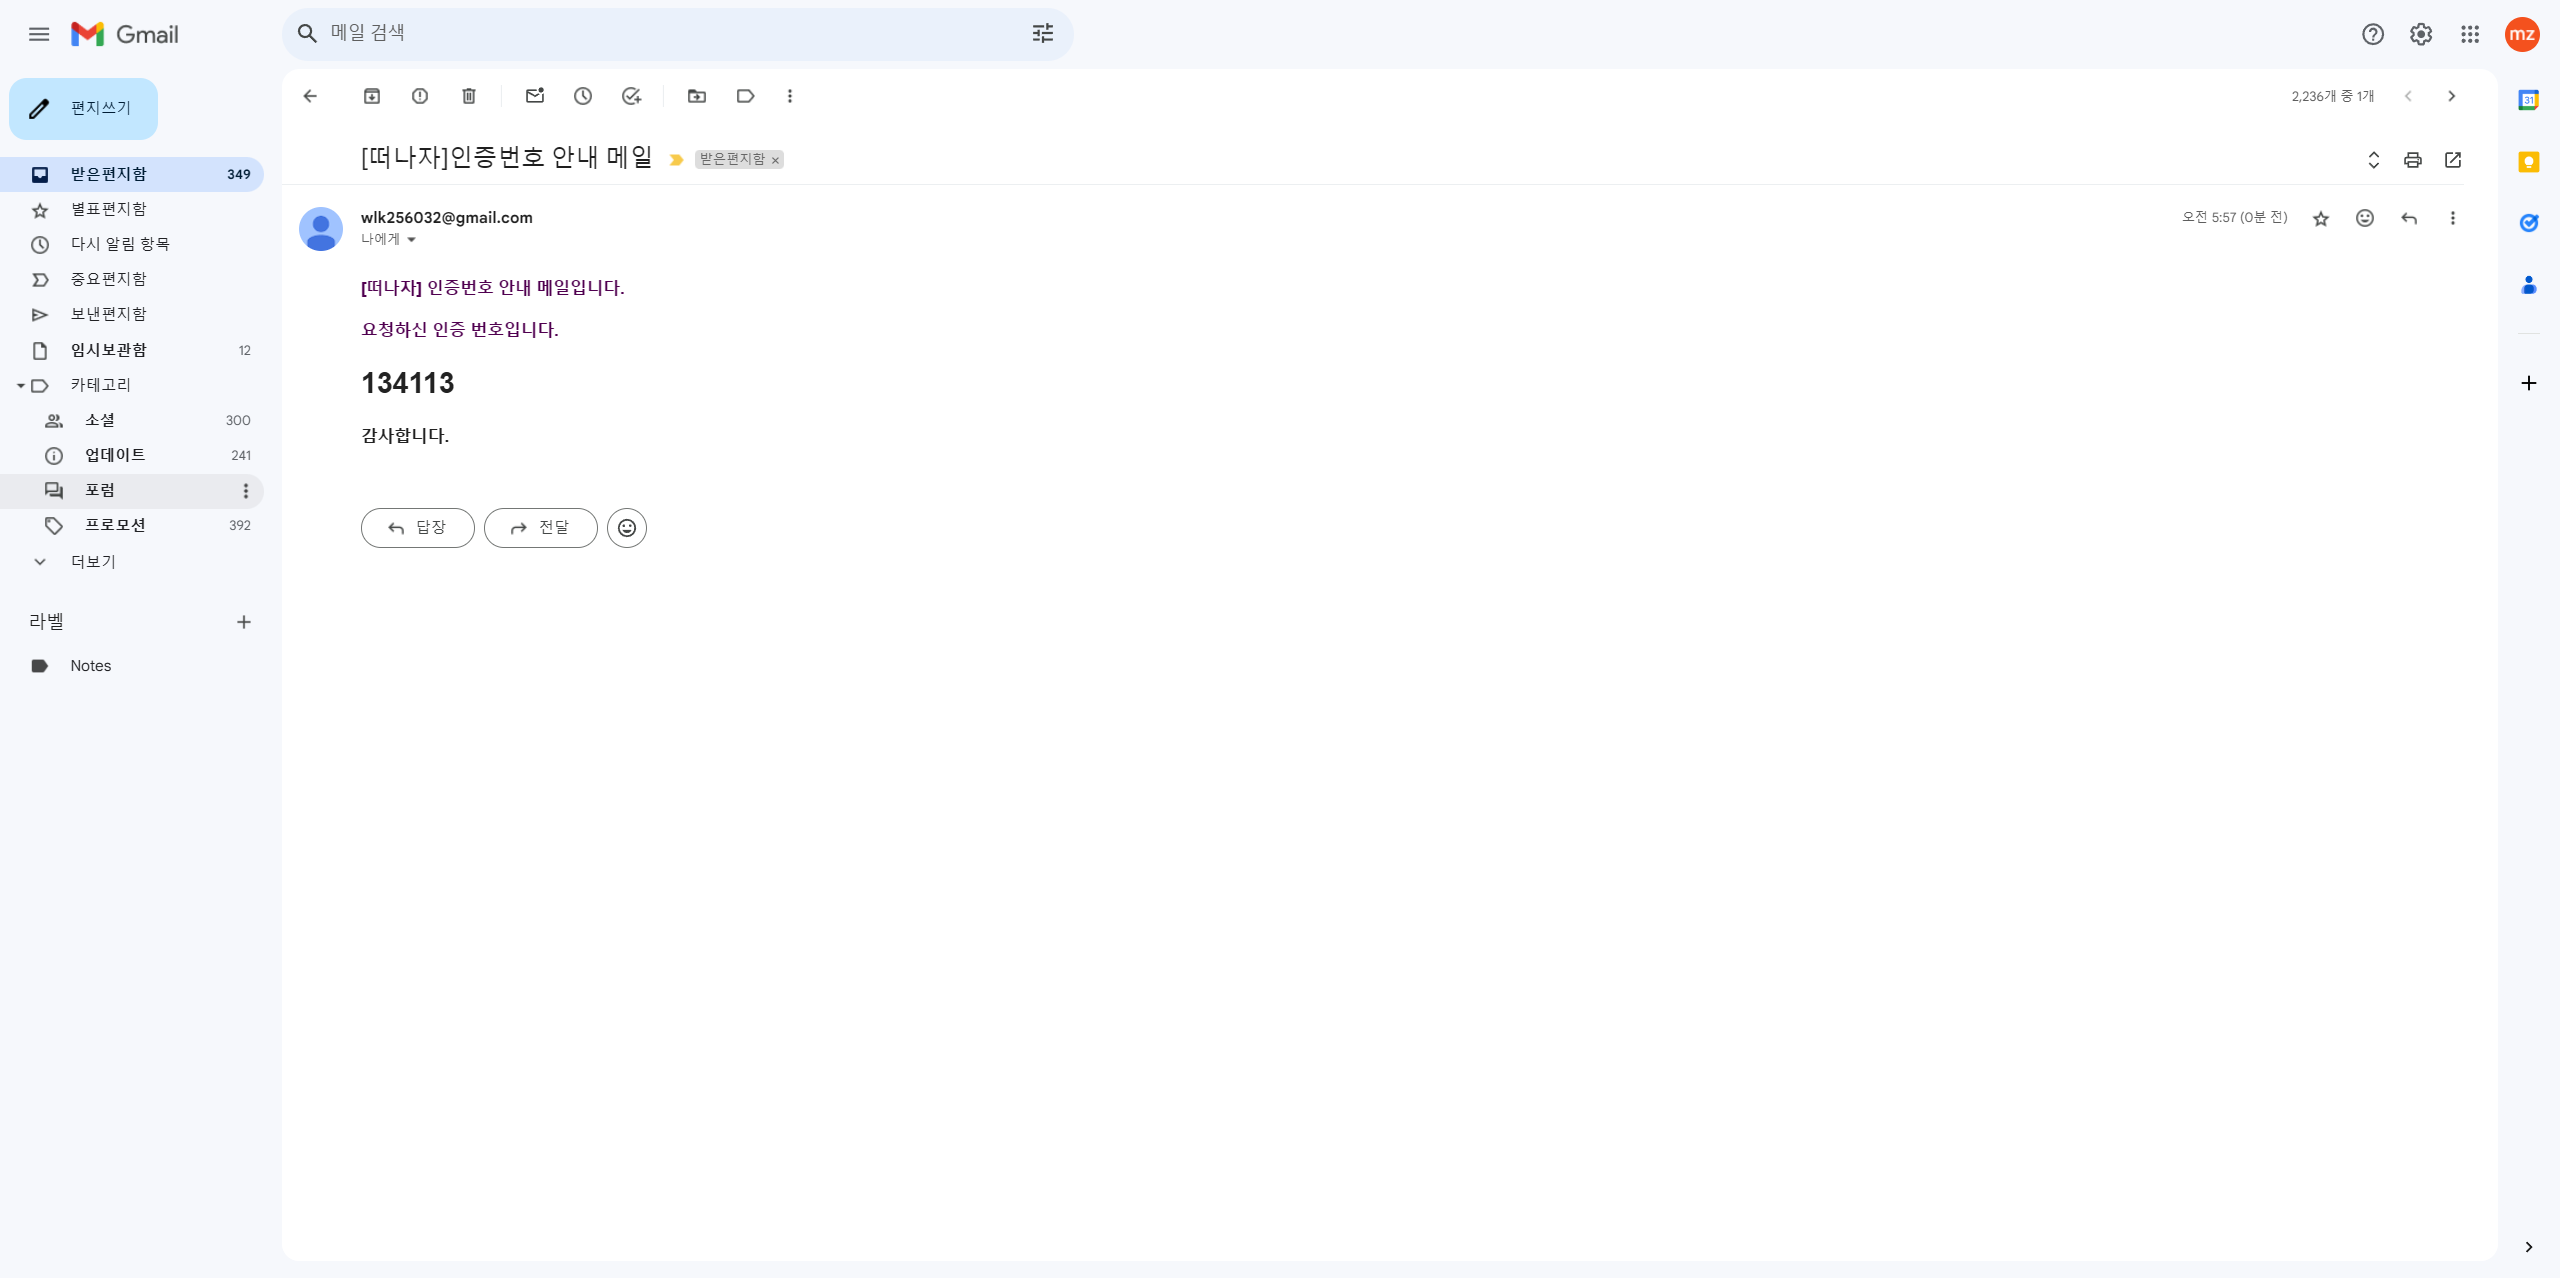 Gmail
메일 검색
mz
편지쓰기
2,236개 중 1개
31
[떠나자]인증번호 안내 메일
받은편지함 ×
받은편지함 349
별표편지함
다시 알림 항목
중요편지함
보낸편지함
임시보관함 12
카테고리
소셜 300
업데이트 241
포럼
프로모션 392
더보기
라벨
Notes
wlk256032@gmail.com
오전 5:57 (0분 전)
나에게
[떠나자] 인증번호 안내 메일입니다.
요청하신 인증 번호입니다.
134113
감사합니다.
답장
전달